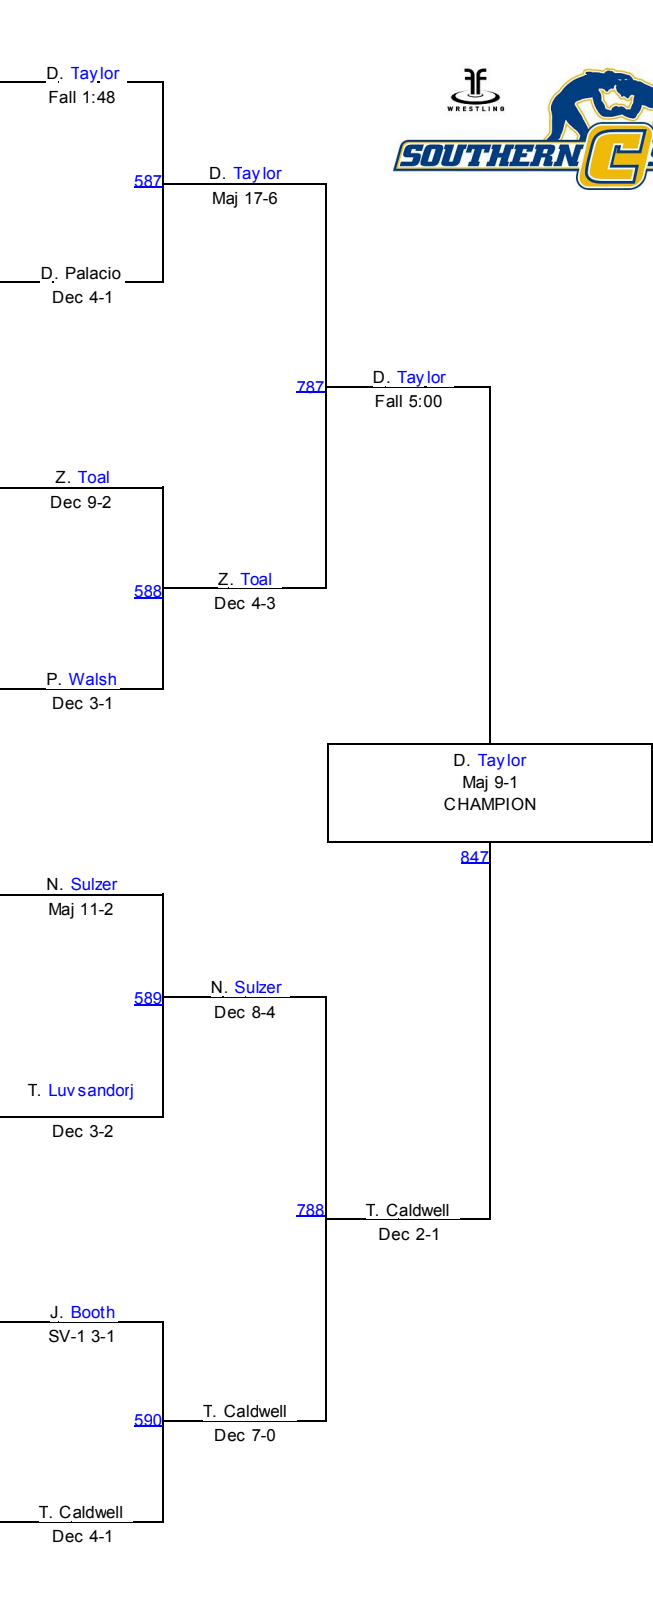 D. Taylor
Fall 1:48
WRESTLING
SOUTHERN C
587
D. Taylor
Maj 17-6
D. Palacio
Dec 4-1
787
D. Taylor
Fall 5:00
Z. Toal
Dec 9-2
588
Z. Toal
Dec 4-3
P. Walsh
Dec 3-1
D. Taylor
Maj 9-1
CHAMPION
847
N. Sulzer
Maj 11-2
589
N. Sulzer
Dec 8-4
T. Luvsandorj
Dec 3-2
788
T. Caldwell
Dec 2-1
J. Booth
SV-1 3-1
590
T. Caldwell
Dec 7-0
T. Caldwell
Dec 4-1